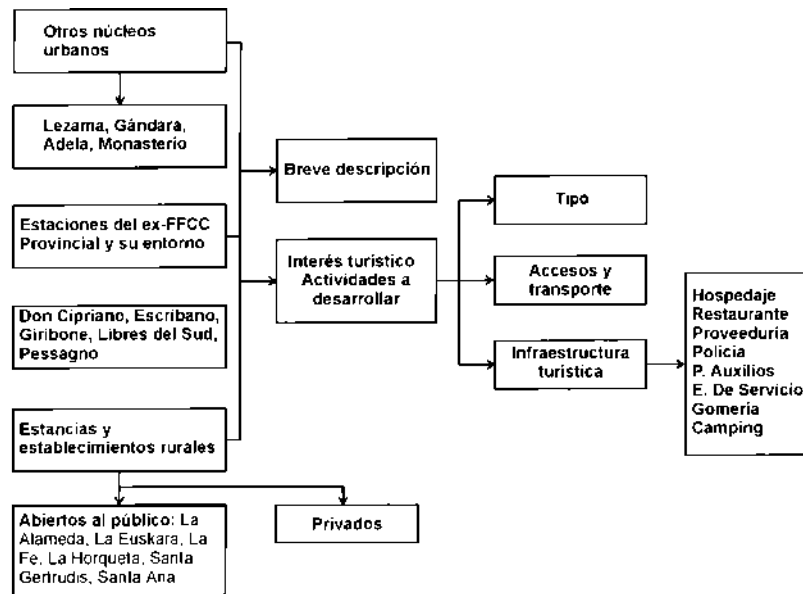 Otros núcleos
urbanos
Lezama, Gándara,
Adela, Monasterio
Estaciones del ex-FFCC
Provincial y su entorno
Don Cipriano, Escribano,
Giribone, Libres del Sud,
Pessagno
Estancias y
establecimientos rurales
Abiertos al público: La
Alameda, La Euskara, La
Fe, La Horqueta, Santa
Gertrudis, Santa Ana
Privados
Breve descripción
Interés turístico
Actividades a
desarrollar
Tipo
Accesos y
transporte
Infraestructura
turística
Hospedaje
Restaurante
Proveeduría
Policía
P. Auxilios
E. De Servicio
Gomería
Camping